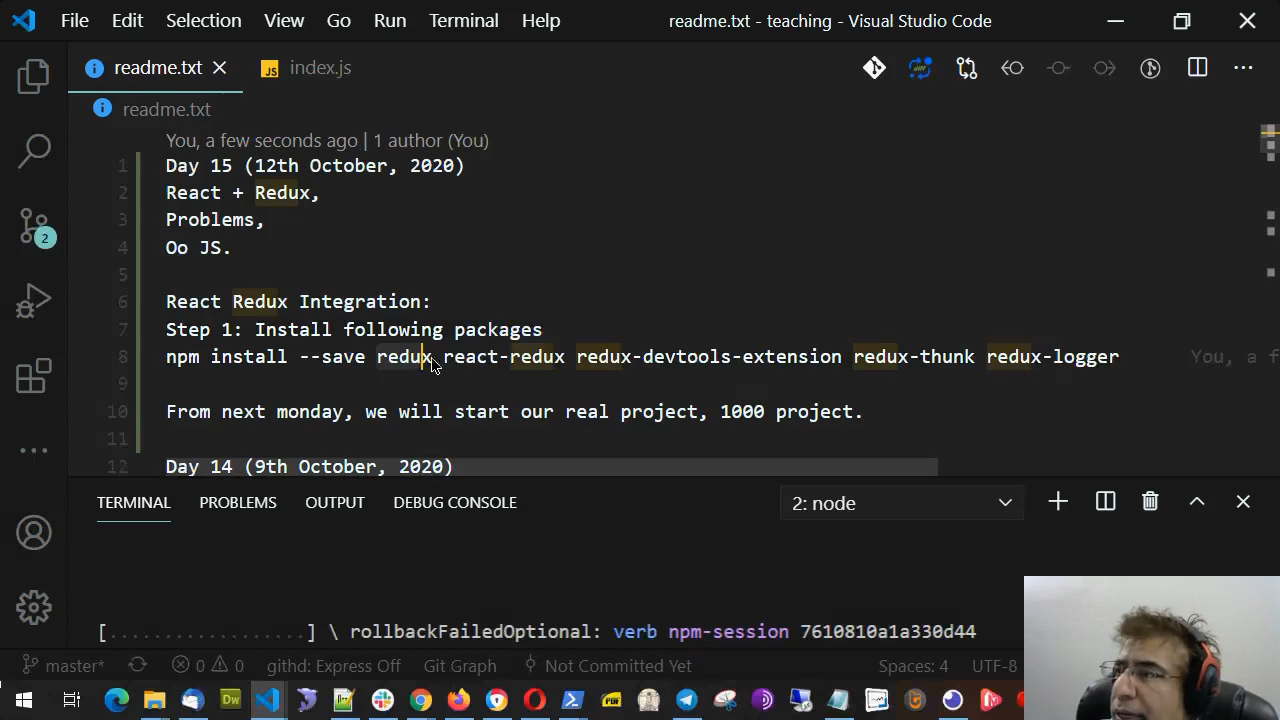 File Edit Selection View Go Run Terminal Help readme.txt - teaching - Visual Studio Code
readme.txt index.js
readme.txt
You, a few seconds ago | 1 author (You)
1 Day 15 (12th October, 2020)
2 React + Redux,
3 Problems,
4 Oo JS.
5
6 React Redux Integration:
7 Step 1: Install following packages
8 npm install --save redux react-redux redux-devtools-extension redux-thunk redux-logger You, a f
9
10 From next monday, we will start our real project, 1000 project.
11
12 Day 14 (9th October, 2020)
2
TERMINAL PROBLEMS OUTPUT DEBUG CONSOLE 2: node
[..................] \ rollbackFailedOptional: verb npm-session 7610810a1a330d44
master* 0 0 githd: Express Off Git Graph Not Committed Yet Spaces: 4 UTF-8